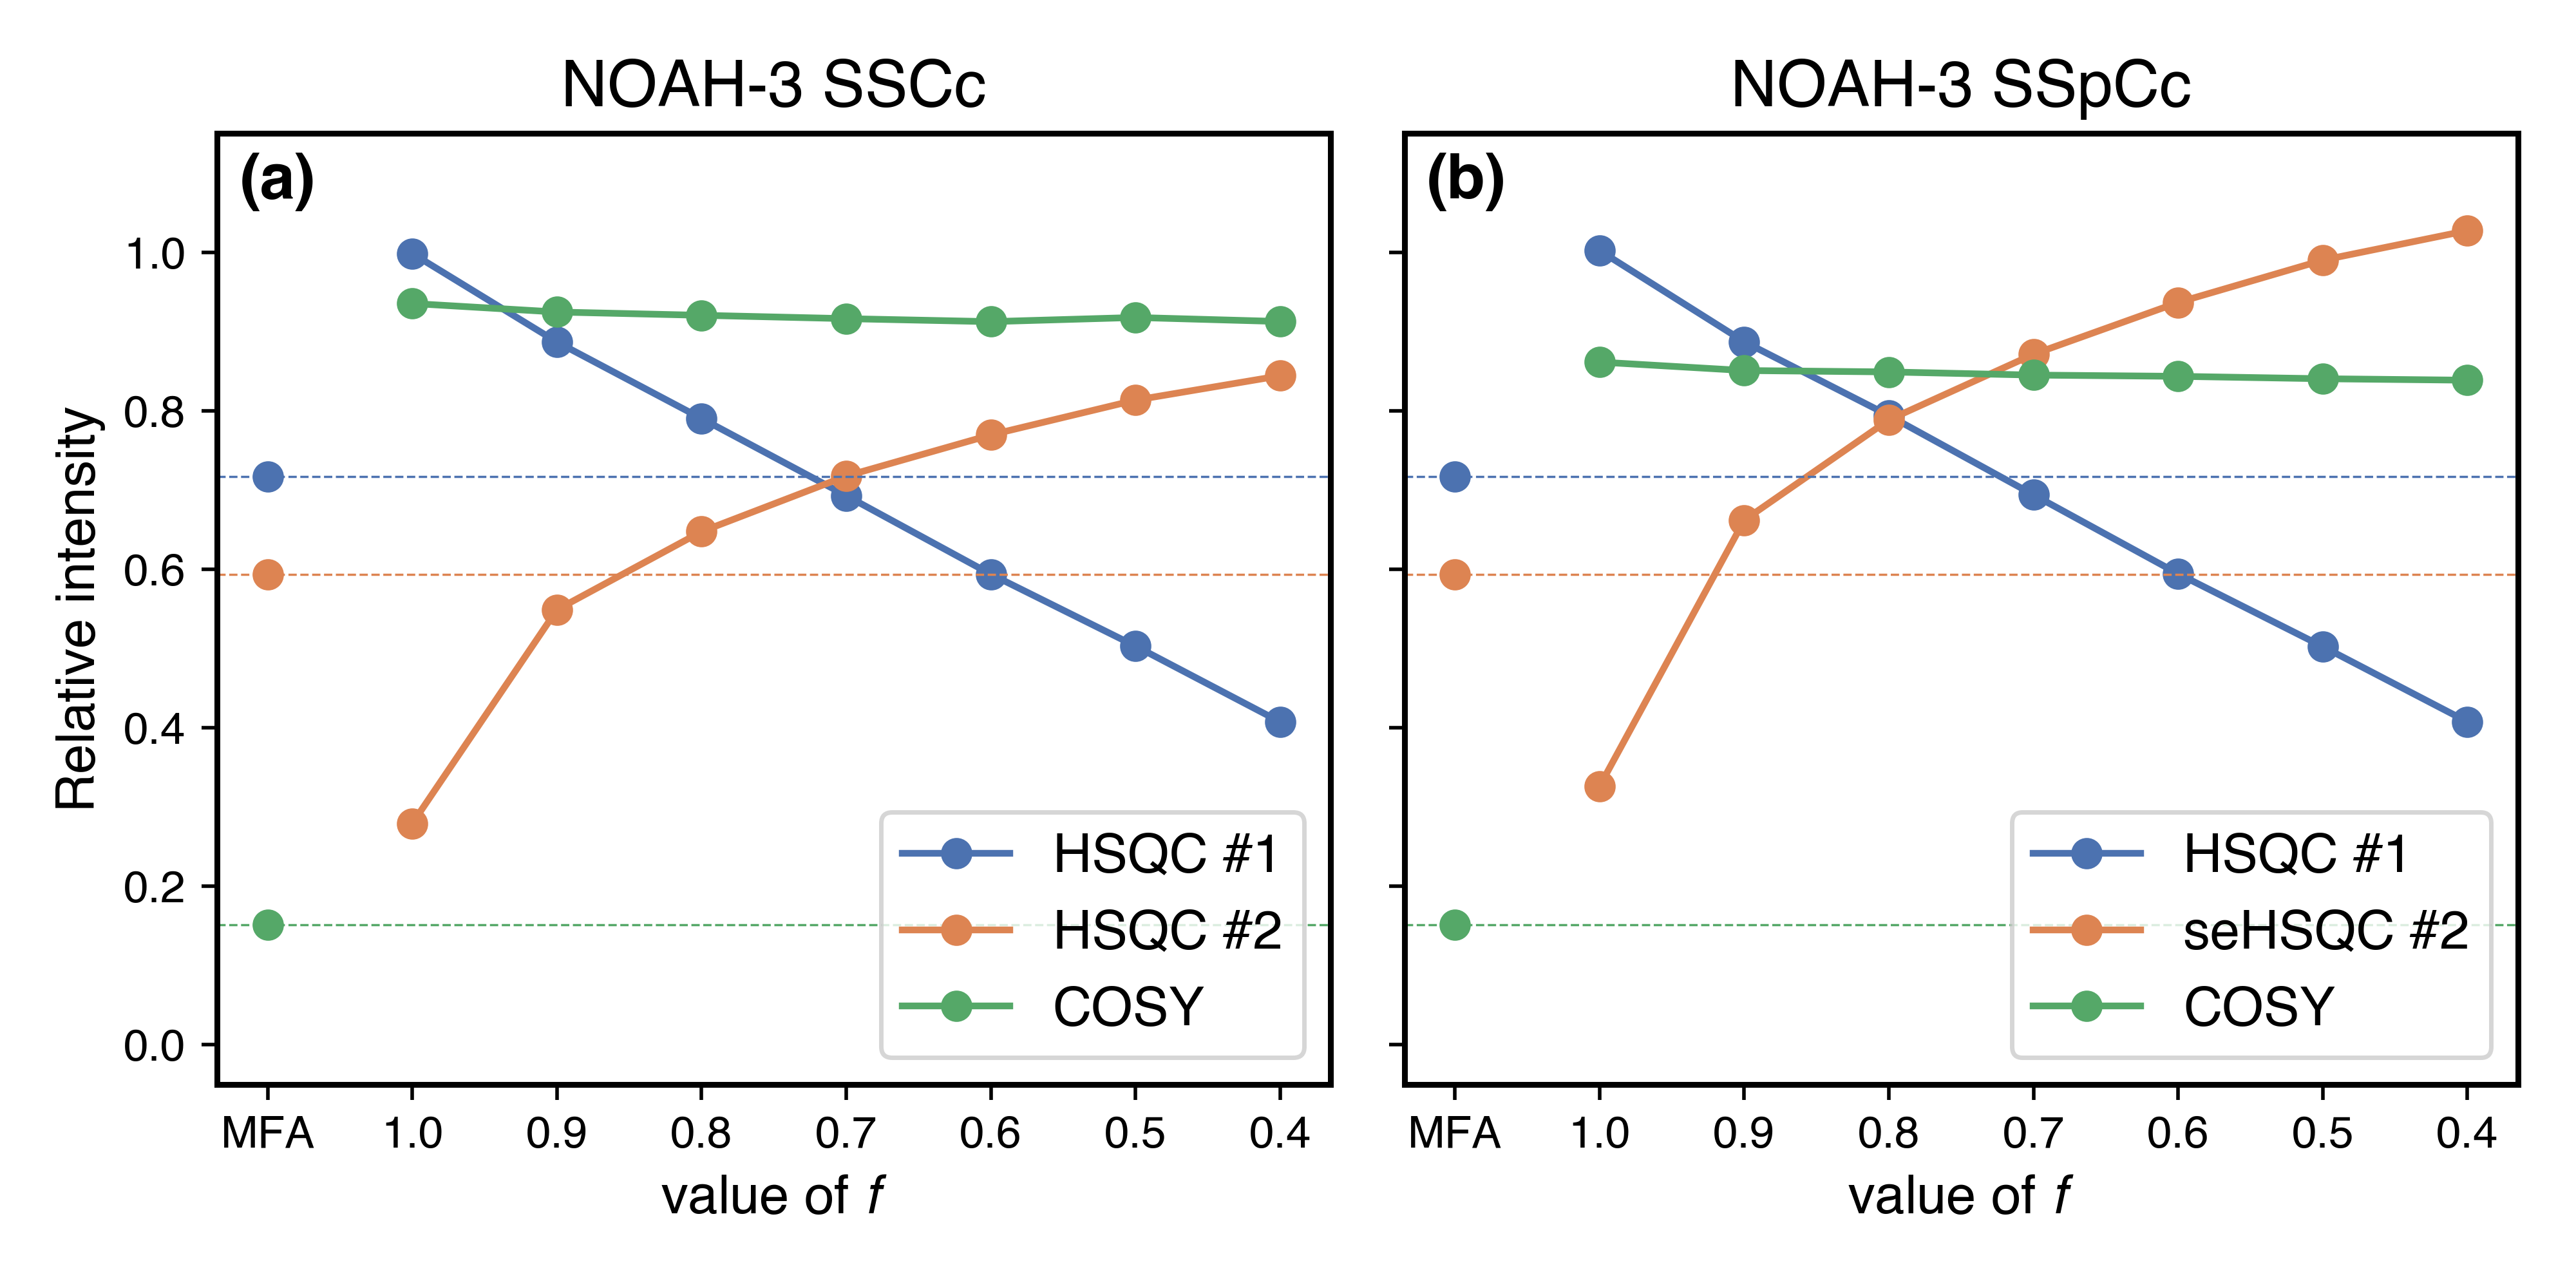 NOAH-3 SSCc
(a)
Relative intensity
1.0
0.8
0.6
0.4
0.2
0.0
HSQC #1
HSQC #2
COSY
MFA 1.0 0.9 0.8 0.7 0.6 0.5 0.4
value of f
NOAH-3 SSpCc
(b)
HSQC #1
seHSQC #2
COSY
MFA 1.0 0.9 0.8 0.7 0.6 0.5 0.4
value of f